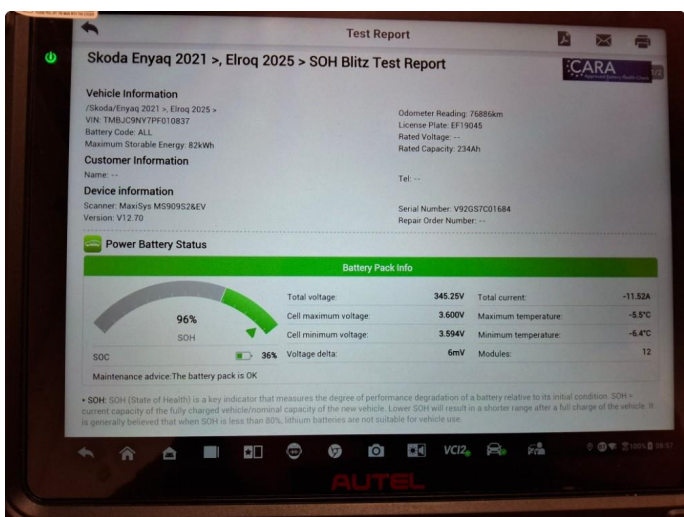 Test Report
Skoda Enyaq 2021 >, Elroq 2025 > SOH Blitz Test Report
CARA
Vehicle Information
/Skoda/Enyaq 2021 >, Elroq 2025 >
VIN: TMBJC9NY7PF010837
Battery Code: ALL
Maximum Storable Energy: 82kWh
Odometer Reading: 76886km
License Plate: EF19045
Rated Voltage: --
Rated Capacity: 234Ah
Customer Information
Name: --
Tel: --
Device information
Scanner: MaxiSys MS909S2&EV
Version: V12.70
Serial Number: V92GS7C01684
Repair Order Number: --
Power Battery Status
Battery Pack Info
96%
SOH
SOC 36%
Total voltage: 345.25V
Total current: -11.52A
Cell maximum voltage: 3.600V
Maximum temperature: -5.5°C
Cell minimum voltage: 3.594V
Minimum temperature: -6.4°C
Voltage delta: 6mV
Modules: 12
Maintenance advice:The battery pack is OK
• SOH: SOH (State of Health) is a key indicator that measures the degree of performance degradation of a battery relative to its initial condition. SOH =
current capacity of the fully charged vehicle/nominal capacity of the new vehicle. Lower SOH will result in a shorter range after a full charge of the vehicle. It
is generally believed that when SOH is less than 80%, lithium batteries are not suitable for vehicle use.
VCI2
100%
AUTEL